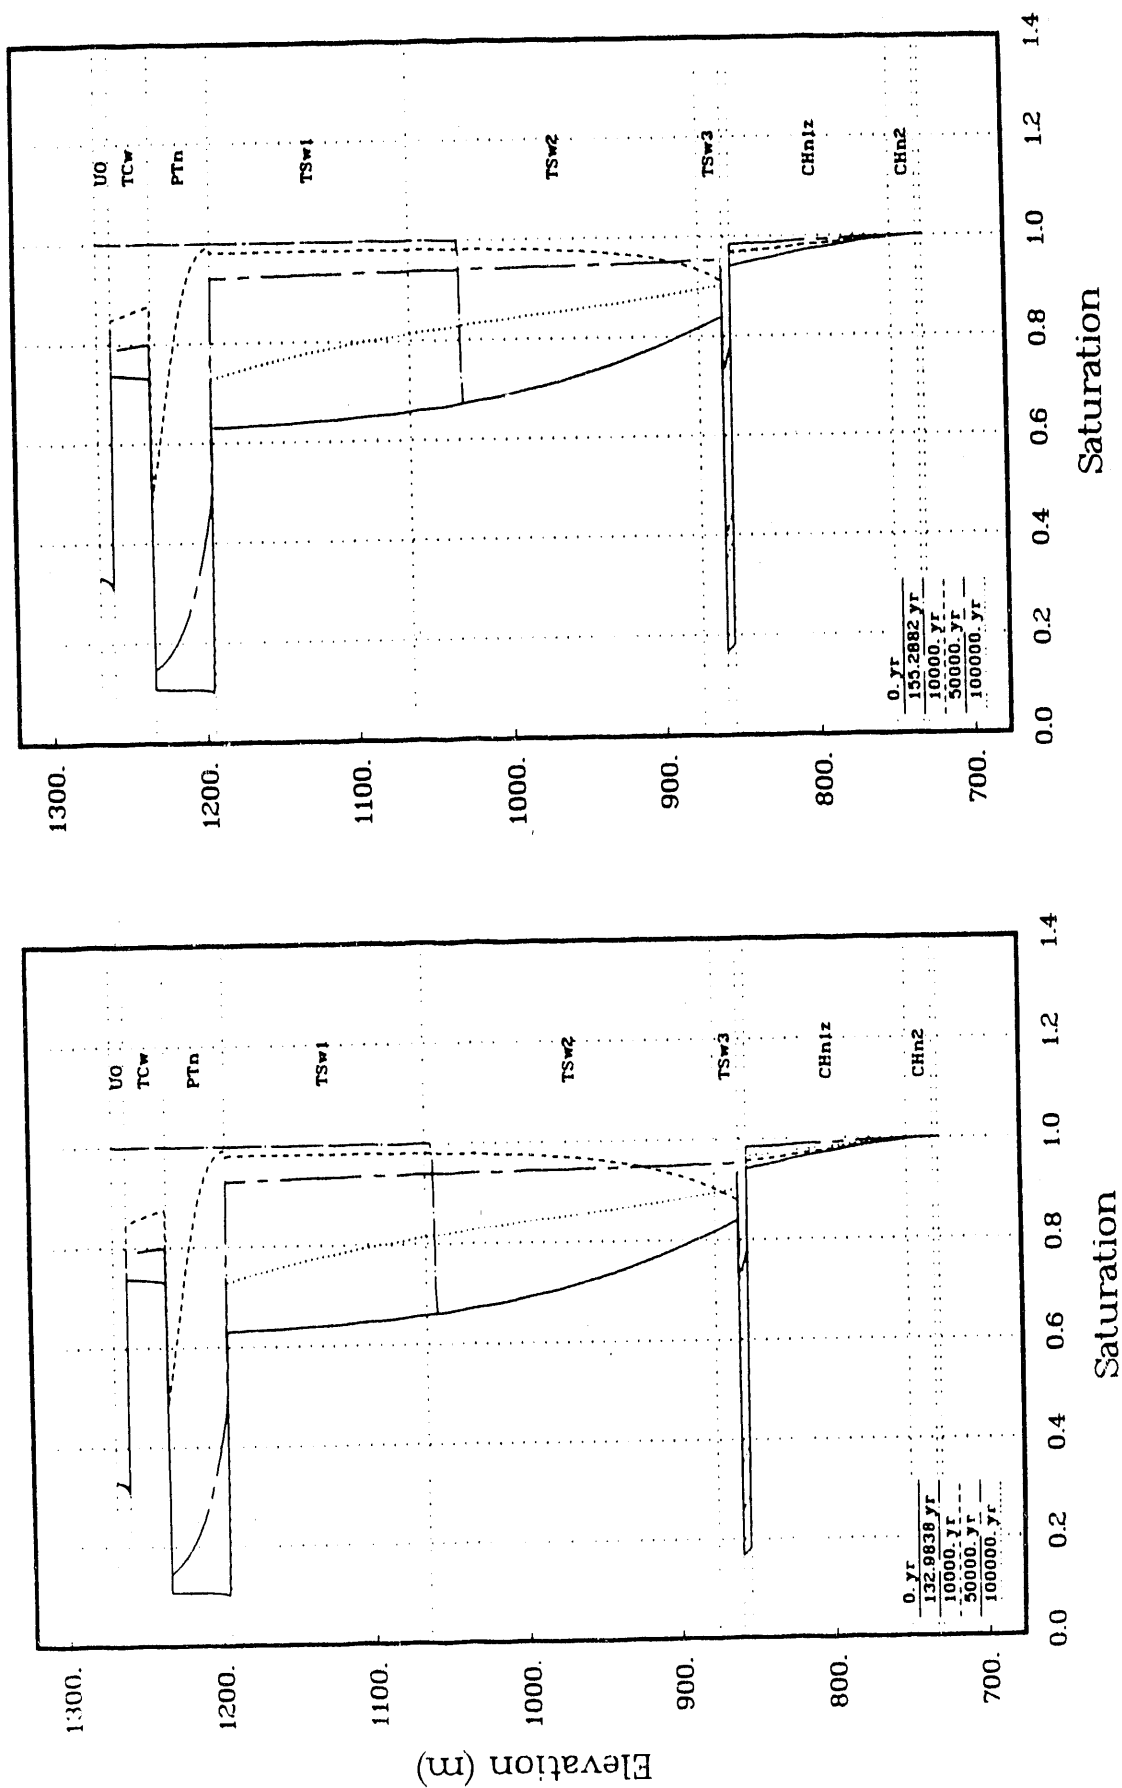 1300.
1200.
1100.
1000.
900.
800.
700.
Elevation (m)
0.0
0.2
0.4
0.6
0.8
1.0
1.2
1.4
Saturation
UO
TCw
PTn
TSw1
TSw2
TSw3
CHn1z
CHn2
0. yr
132.9838 yr
10000. yr
50000. yr
100000. yr
1300.
1200.
1100.
1000.
900.
800.
700.
0.0
0.2
0.4
0.6
0.8
1.0
1.2
1.4
Saturation
UO
TCw
PTn
TSw1
TSw2
TSw3
CHn1z
CHn2
0. yr
155.2882 yr
10000. yr
50000. yr
100000. yr